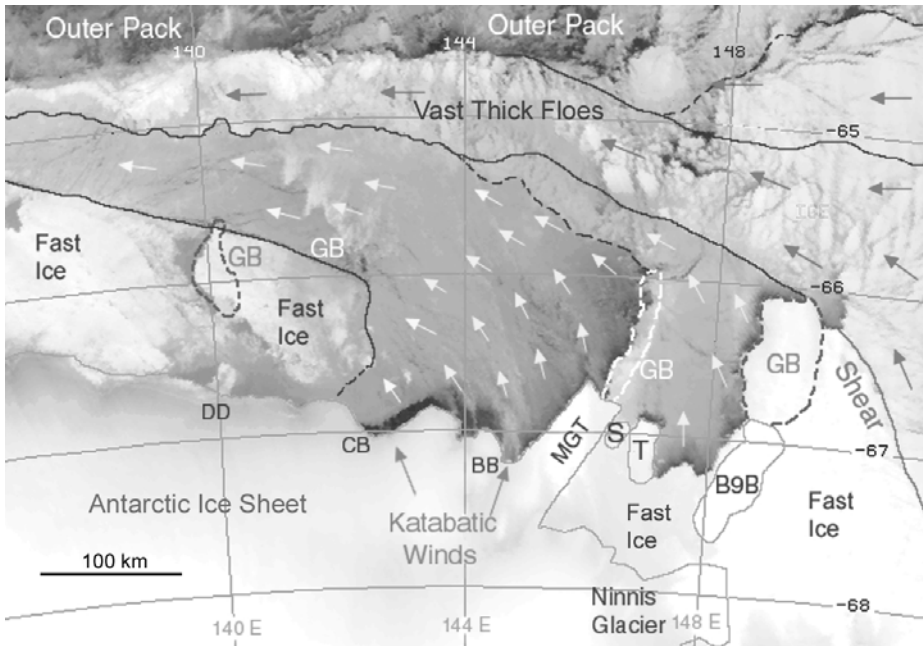 Outer Pack
Outer Pack
140
144
148
Vast Thick Floes
-65
Fast
Ice
GB
GB
Fast
Ice
-66
GB
GB
Shear
DD
CB
BB
MGT
S
T
-67
B9B
Antarctic Ice Sheet
Katabatic
Winds
Fast
Ice
Fast
Ice
100 km
Ninnis
Glacier
-68
140 E
144 E
148 E